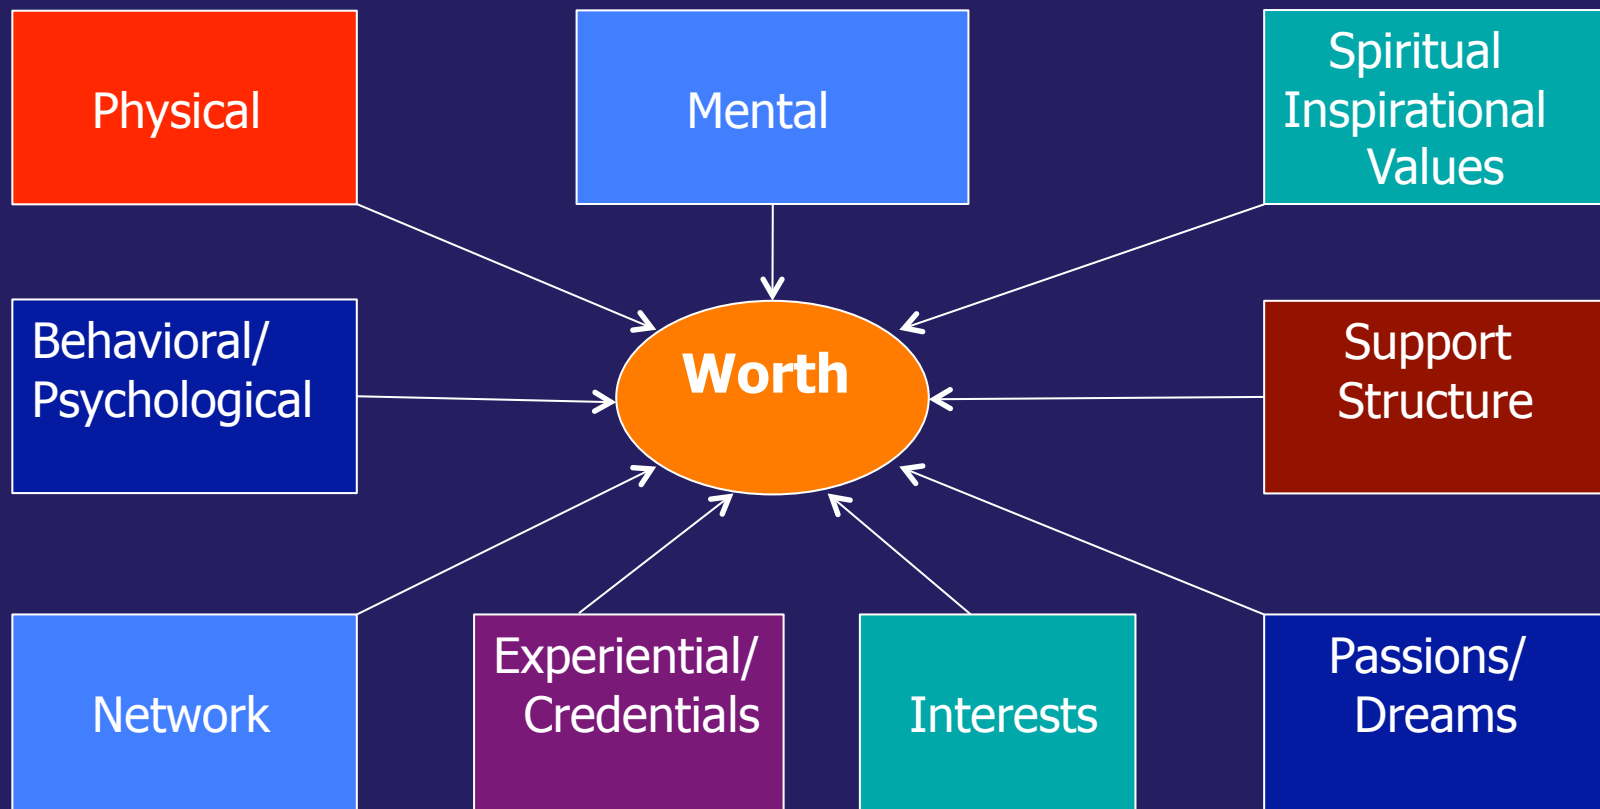 Physical
Mental
Spiritual
Inspirational
Values
Behavioral/
Psychological
Worth
Support
Structure
Network
Experiential/
Credentials
Interests
Passions/
Dreams